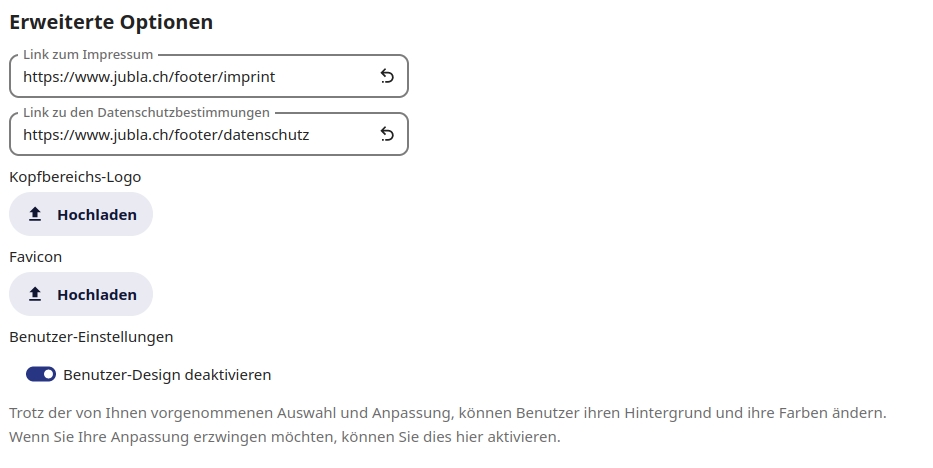 Erweiterte Optionen
Link zum Impressum
https://www.jubla.ch/footer/imprint
Link zu den Datenschutzbestimmungen
https://www.jubla.ch/footer/datenschutz
Kopfbereichs-Logo
Hochladen
Favicon
Hochladen
Benutzer-Einstellungen
Benutzer-Design deaktivieren
Trotz der von Ihnen vorgenommenen Auswahl und Anpassung, können Benutzer ihren Hintergrund und ihre Farben ändern.
Wenn Sie Ihre Anpassung erzwingen möchten, können Sie dies hier aktivieren.